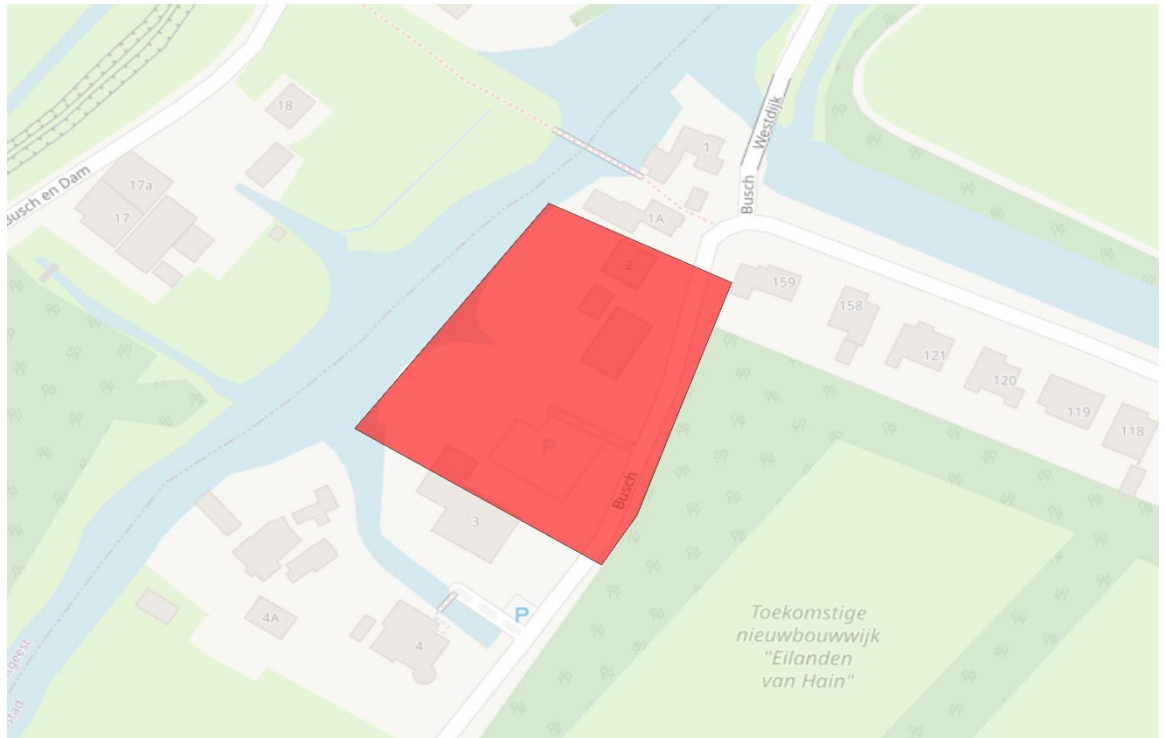 18
17a
17
Busch en Dam
1
1A
Westdijk
Busch
2
159
158
121
120
119
118
P
Busch
3
P
4A
4
Toekomstige
nieuwbouwwijk
"Eilanden
van Hain"